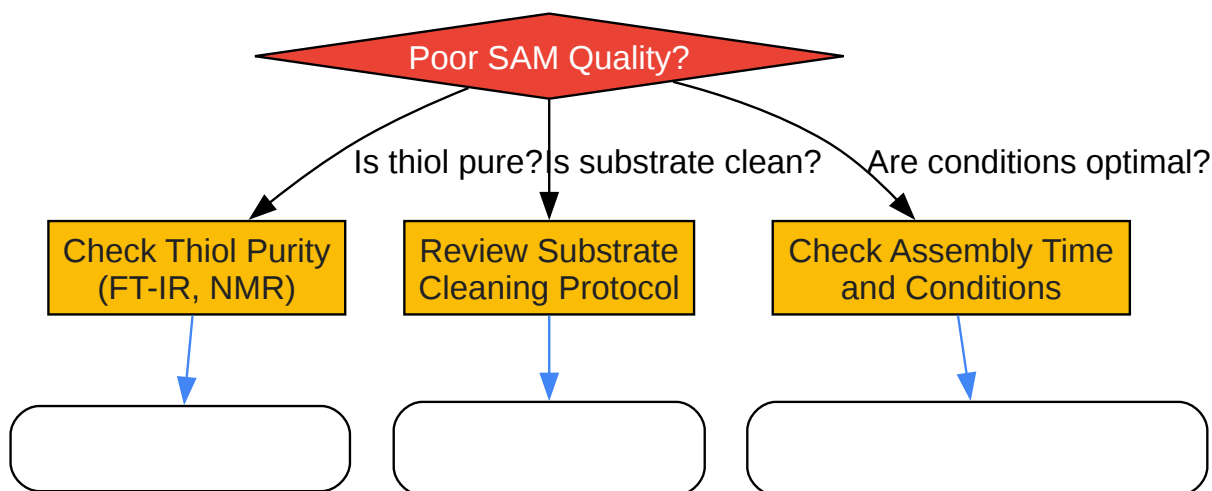 Poor SAM Quality?
Is thiol pure?
Is substrate clean?
Are conditions optimal?
Check Thiol Purity
(FT-IR, NMR)
Review Substrate
Cleaning Protocol
Check Assembly Time
and Conditions